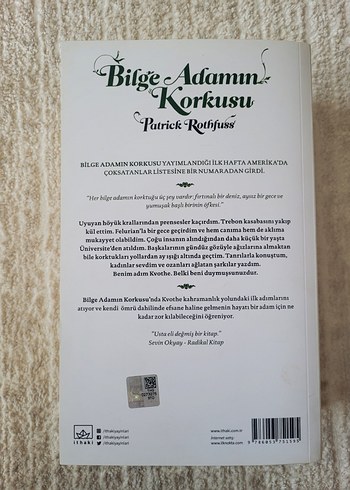 Bilge Adamın
Korkusu
Patrick Rothfuss
BİLGE ADAMIN KORKUSU YAYIMLANDIĞI İLK HAFTA AMERİKA'DA
ÇOKSATANLAR LİSTESİNE BİR NUMARADAN GİRDİ.
"Her bilge adamın korktuğu üç şey vardır: fırtınalı bir deniz, aysız bir gece ve
yumuşak başlı birinin öfkesi."
Uyuyan höyük krallarından prensesler kaçırdım. Trebon kasabasını yakıp
kül ettim. Felurian'la bir gece geçirdim ve hem canıma hem de aklıma
mukayyet olabildim. Çoğu insanın alındığından daha küçük bir yaşta
Üniversite'den atıldım. Başkalarının gündüz gözüyle ağızlarına almaktan
bile korktukları yollardan ay ışığı altında geçtim. Tanrılarla konuştum,
kadınlar sevdim ve ozanları ağlatan şarkılar yazdım.
Benim adım Kvothe. Belki beni duymuşsunuzdur.
Bilge Adamın Korkusu'nda Kvothe kahramanlık yolundaki ilk adımlarını
atıyor ve kendi ömrü dahilinde efsane haline gelmenin hayatı bir adam için ne
kadar zor kılabileceğini öğreniyor.
"Usta eli değmiş bir kitap."
Sevin Okyay - Radikal Kitap
ithaki
/ithakiyayinlari
/ithakiyayinlari
/ithakiyayinlari
www.ithaki.com.tr